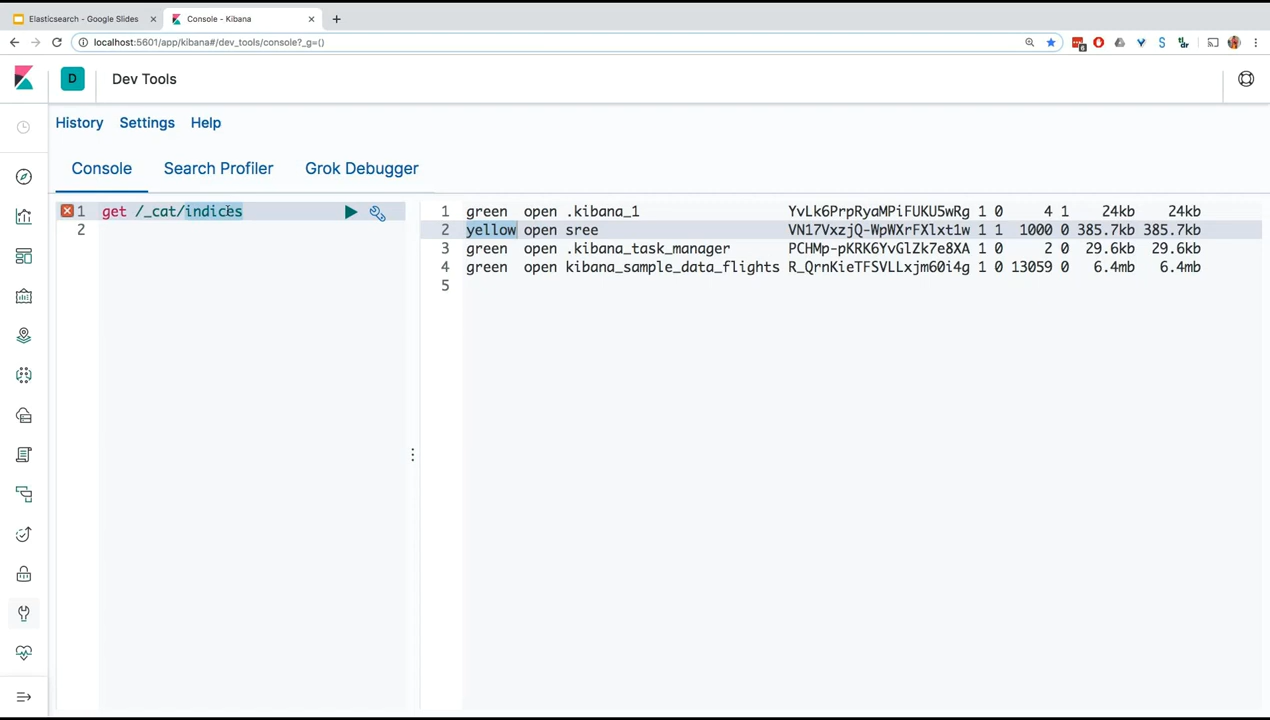 Elasticsearch - Google Slides Console - Kibana
localhost:5601/app/kibana#/dev_tools/console?_g=()
6 tl;dr
D Dev Tools
History Settings Help
Console Search Profiler Grok Debugger
1 get /_cat/indices
2
1 green open .kibana_1 YvLk6PrpRyaMPiFUKU5wRg 1 0 4 1 24kb 24kb
2 yellow open sree VN17VxzjQ-WpWXrFXlxt1w 1 1 1000 0 385.7kb 385.7kb
3 green open .kibana_task_manager PCHMp-pKRK6YvGlZk7e8XA 1 0 2 0 29.6kb 29.6kb
4 green open kibana_sample_data_flights R_QrnKieTFSVLLxjm60i4g 1 0 13059 0 6.4mb 6.4mb
5